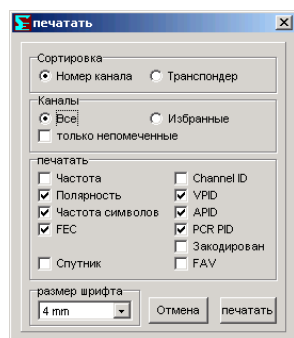 печатать
Сортировка
Номер канала Транспондер
Каналы
Все Избранные
только непомеченные
печатать
Частота Channel ID
Полярность VPID
Частота символов APID
FEC PCR PID
Закодирован
Спутник FAV
размер шрифта
4 mm Отмена печатать